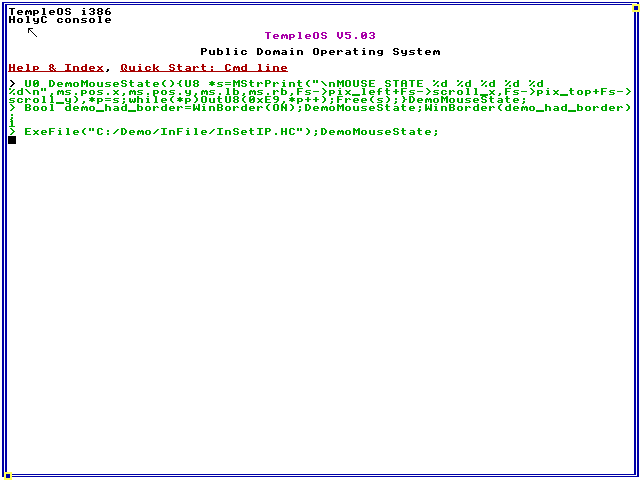 TempleOS i386
HolyC console
TempleOS V5.03
Public Domain Operating System
Help & Index, Quick Start: Cmd line
> U0 DemoMouseState(){U8 *s=MStrPrint("\nMOUSE STATE %d %d %d %d %d
%d\n",ms.pos.x,ms.pos.y,ms.lb,ms.rb,Fs->pix_left+Fs->scroll_x,Fs->pix_top+Fs->
scroll_y),*p=s;while(*p)OutU8(0xE9,*p++);Free(s);}DemoMouseState;
> Bool demo_had_border=WinBorder(ON);DemoMouseState;WinBorder(demo_had_border)
;
i
> ExeFile("C:/Demo/InFile/InSetIP.HC");DemoMouseState;